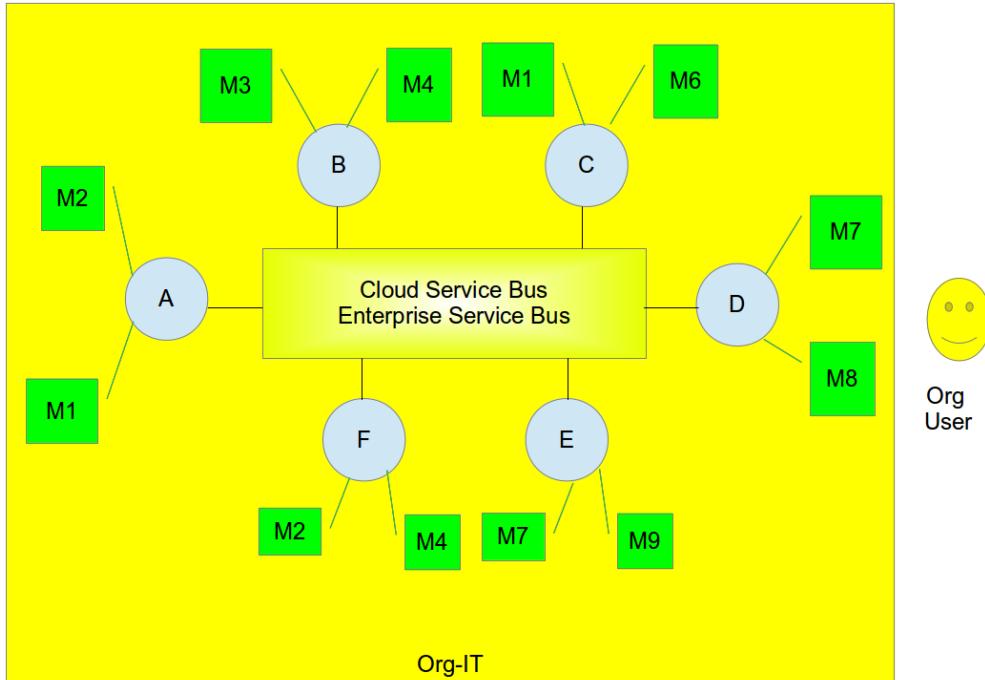 M3
M4
M1
M6
B
C
M2
M7
A
Cloud Service Bus
Enterprise Service Bus
D
M1
M8
Org
User
F
E
M2
M4
M7
M9
Org-IT